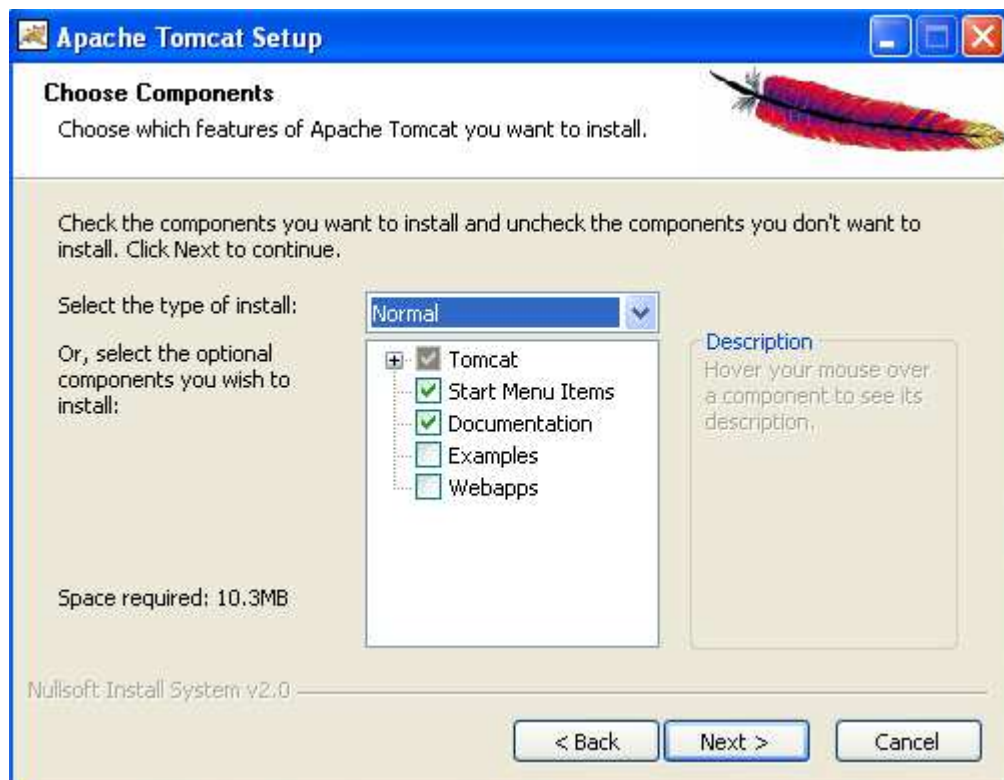 Apache Tomcat Setup
Choose Components
Choose which features of Apache Tomcat you want to install.
Check the components you want to install and uncheck the components you don't want to
install. Click Next to continue.
Select the type of install:
Normal
Or, select the optional
components you wish to
install:
Tomcat
Start Menu Items
Documentation
Examples
Webapps
Description
Hover your mouse over
a component to see its
description.
Space required: 10.3MB
Nullsoft Install System v2.0
< Back
Next >
Cancel